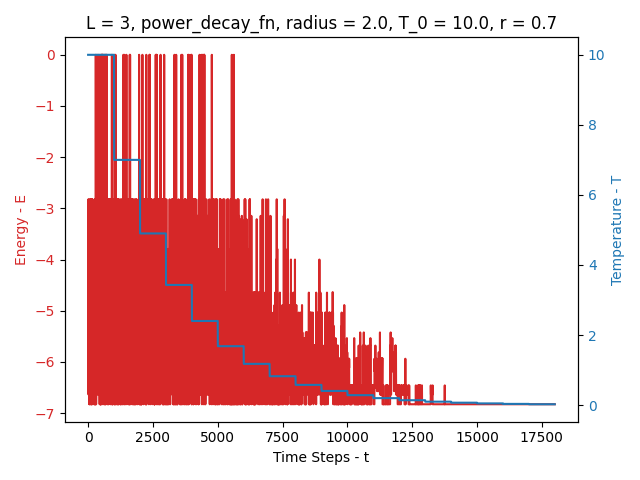 L = 3, power_decay_fn, radius = 2.0, T_0 = 10.0, r = 0.7
0
−1
−2
−3
−4
−5
−6
−7
Energy - E
10
8
6
4
2
0
Temperature - T
0 2500 5000 7500 10000 12500 15000 17500
Time Steps - t